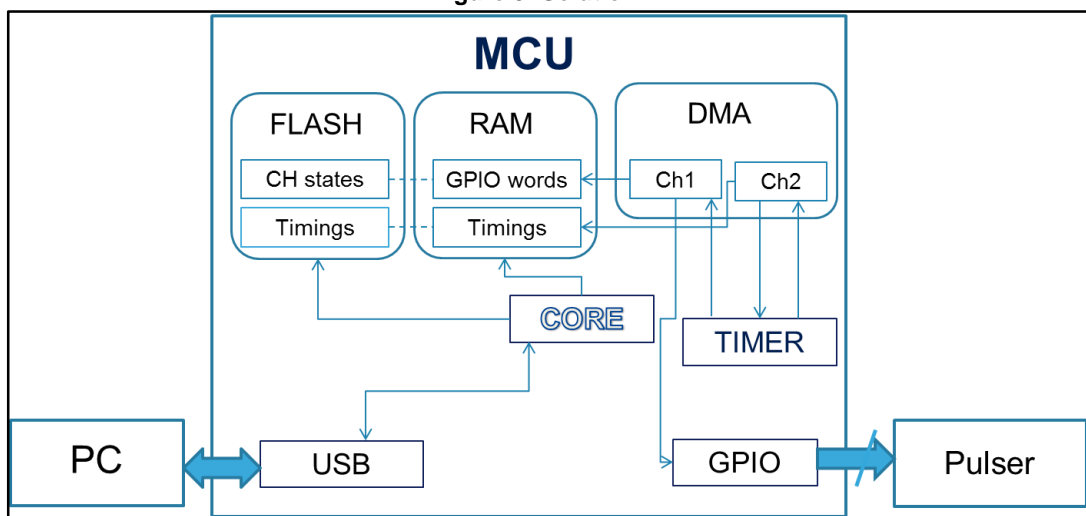 MCU
FLASH
RAM
DMA
CH states
GPIO words
Ch1
Ch2
Timings
Timings
CORE
TIMER
PC
USB
GPIO
Pulser